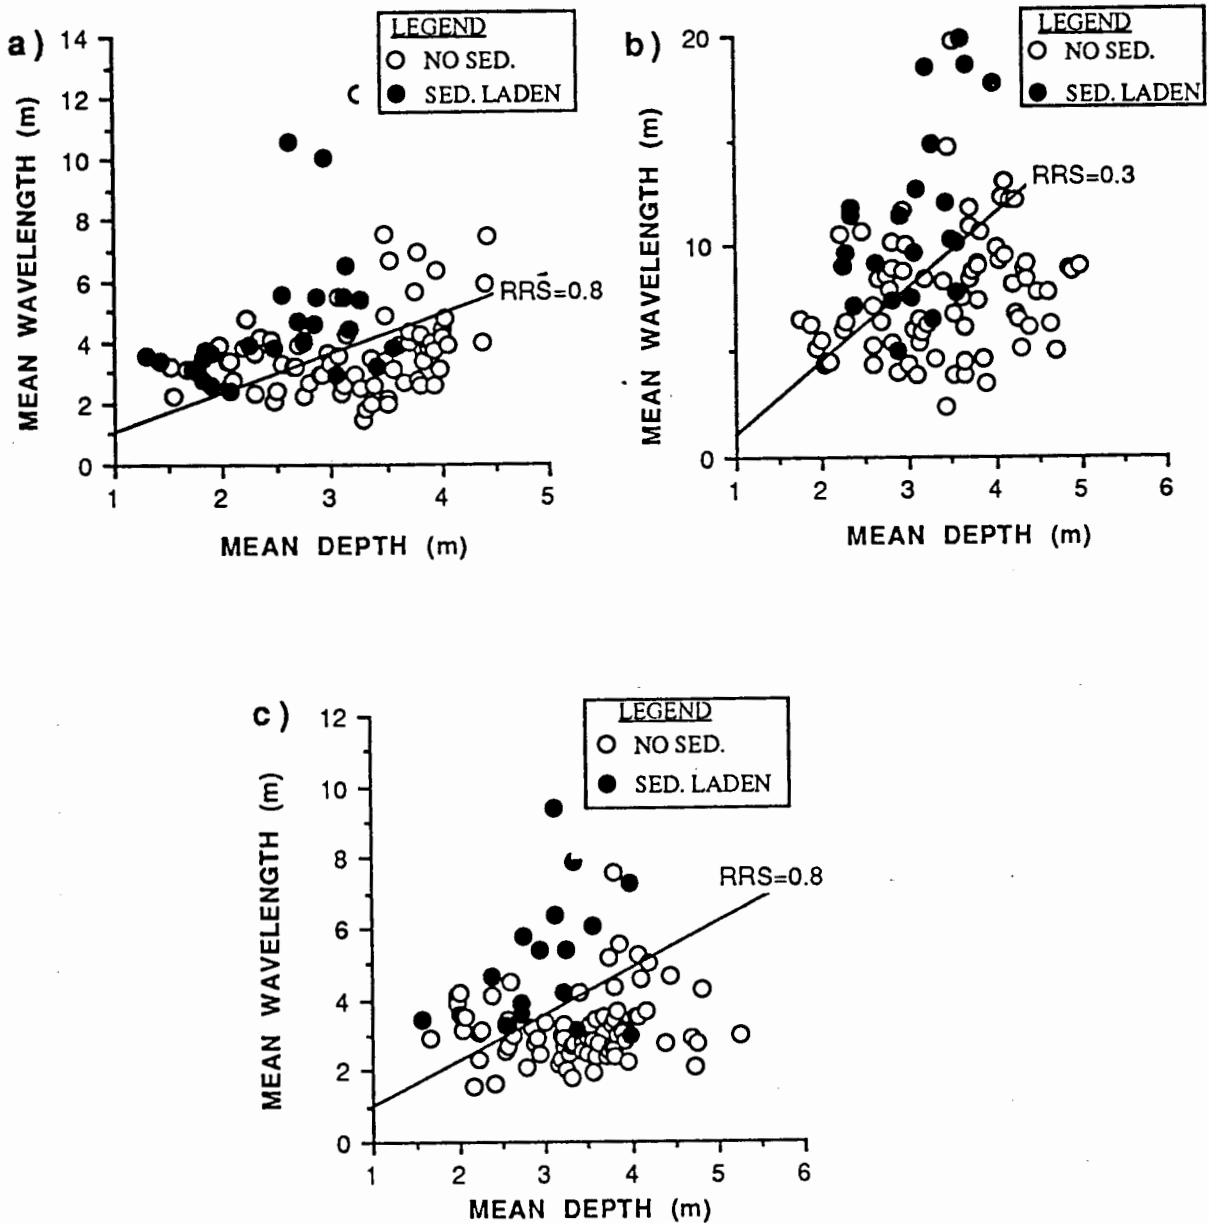 a)
LEGEND
NO SED.
SED. LADEN
14
12
10
8
6
4
2
0
MEAN WAVELENGTH (m)
RRS=0.8
1 2 3 4 5
MEAN DEPTH (m)
b)
LEGEND
NO SED.
SED. LADEN
20
10
0
MEAN WAVELENGTH (m)
RRS=0.3
1 2 3 4 5 6
MEAN DEPTH (m)
c)
LEGEND
NO SED.
SED. LADEN
12
10
8
6
4
2
0
MEAN WAVELENGTH (m)
RRS=0.8
1 2 3 4 5 6
MEAN DEPTH (m)